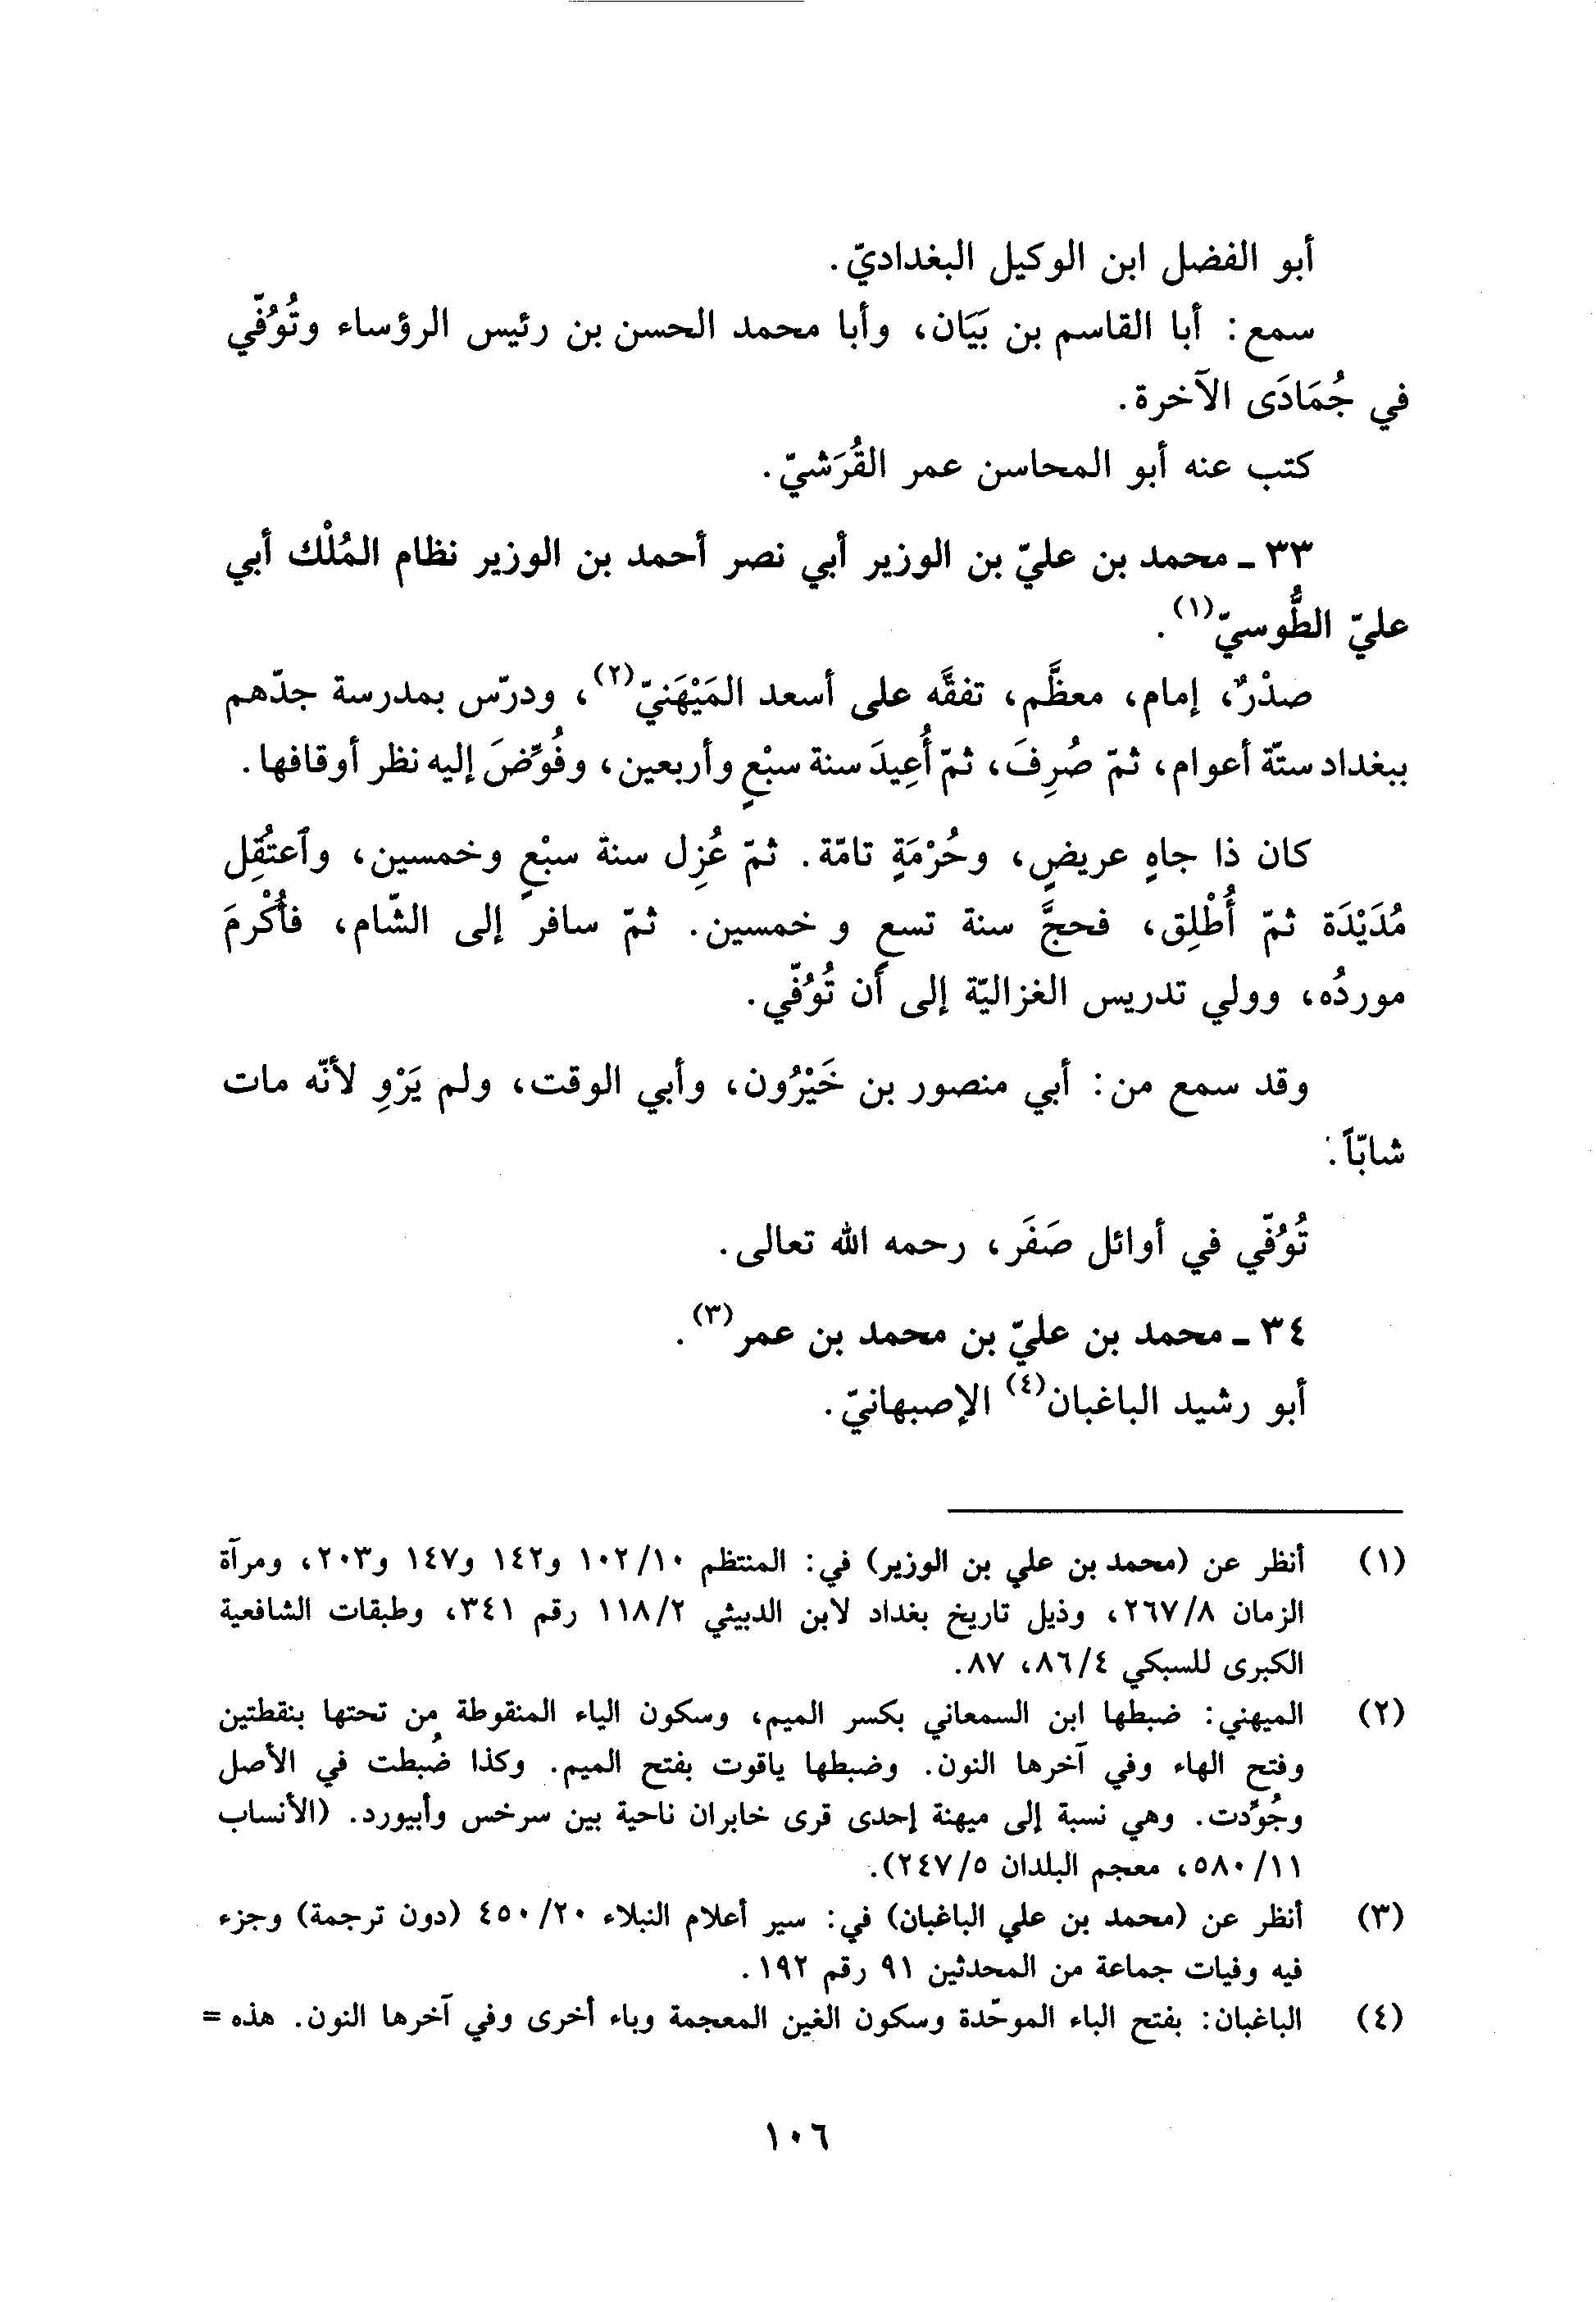 أبو الفضل ابن الوكيل البغداديّ.
سمع: أبا القاسم بن بَيَان، وأبا محمد الحسن بن رئيس الرؤساء وتُوُفّي
في جُمَادَى الآخرة.
كتب عنه أبو المحاسن عمر القُرَشيّ.
٣٣ ـ محمد بن عليّ بن الوزير أبي نصر أحمد بن الوزير نظام المُلْك أبي
عليّ الطُّوسيّ(١).
صدْرٌ، إمام، معظَّم، تفقَّه على أسعد المَيْهَنيّ(٢)، ودرّس بمدرسة جدّهم
ببغداد ستّة أعوام، ثمّ صُرِفَ، ثمّ أُعِيدَ سنة سبْعٍ وأربعين، وفُوِّضَ إليه نظر أوقافها.
كان ذا جاهٍ عريضٍ، وحُرْمَةٍ تامّة. ثمّ عُزِل سنة سبْعٍ وخمسين، وٱعتُقِل
مُدَيْدَة ثمّ أُطْلِق، فحجَّ سنة تسعٍ و خمسين. ثمّ سافر إلى الشّام، فأُكْرِمَ
موردُه، وولي تدريس الغزاليّة إلى أن تُوُفّي.
وقد سمع من: أبي منصور بن خَيْرُون، وأبي الوقت، ولم يَرْوِ لأنّه مات
شابّاً.
تُوُفّي في أوائل صَفَر، رحمه الله تعالى.
٣٤ ـ محمد بن عليّ بن محمد بن عمر(٣).
أبو رشيد الباغبان(٤) الإصبهانيّ.
(١) أنظر عن (محمد بن علي بن الوزير) في: المنتظم ١٠٢/١٠ و١٤٢ و١٤٧ و٢٠٣، ومرآة
الزمان ٢٦٧/٨، وذيل تاريخ بغداد لابن الدبيثي ١١٨/٢ رقم ٣٤١، وطبقات الشافعية
الكبرى للسبكي ٨٦/٤، ٨٧.
(٢) الميهني: ضبطها ابن السمعاني بكسر الميم، وسكون الياء المنقوطة من تحتها بنقطتين
وفتح الهاء وفي آخرها النون. وضبطها ياقوت بفتح الميم. وكذا ضُبطت في الأصل
وجُوِّدت. وهي نسبة إلى ميهنة إحدى قرى خابران ناحية بين سرخس وأبيورد. (الأنساب
٥٨٠/١١، معجم البلدان ٢٤٧/٥).
(٣) أنظر عن (محمد بن علي الباغبان) في: سير أعلام النبلاء ٤٥٠/٢٠ (دون ترجمة) وجزء
فيه وفيات جماعة من المحدثين ٩١ رقم ١٩٢.
(٤) الباغبان: بفتح الباء الموحّدة وسكون الغين المعجمة وباء أخرى وفي آخرها النون. هذه =
١٠٦